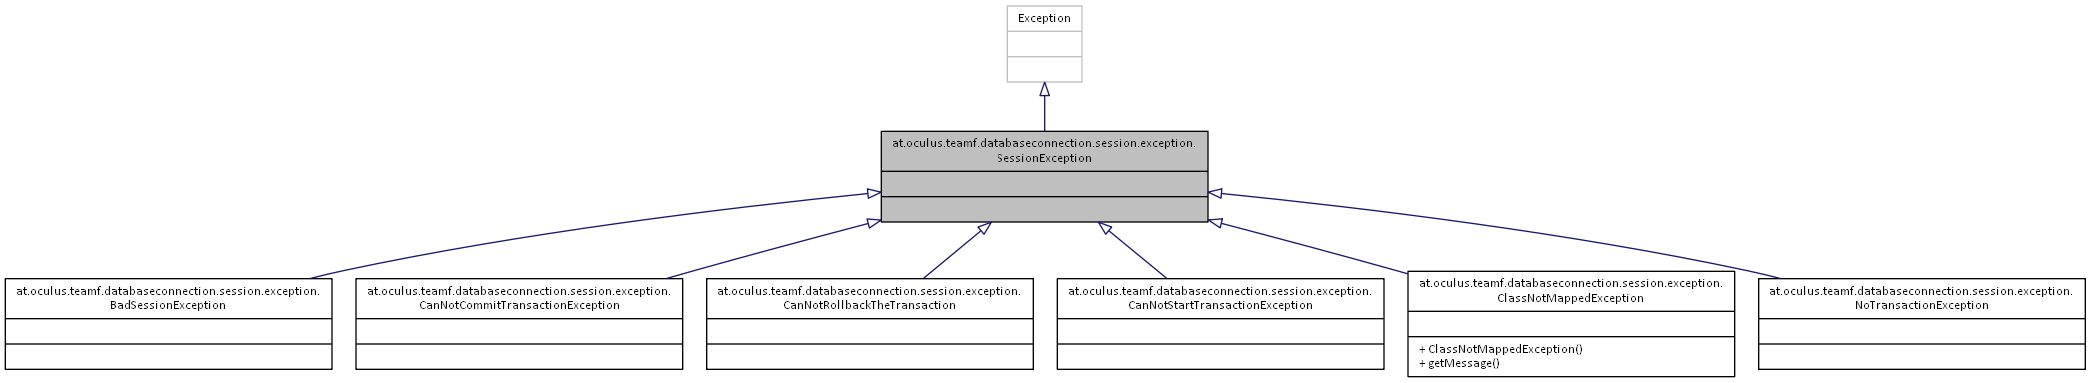 Exception
at.oculus.teamf.databaseconnection.session.exception.
SessionException
at.oculus.teamf.databaseconnection.session.exception.
BadSessionException
at.oculus.teamf.databaseconnection.session.exception.
CanNotCommitTransactionException
at.oculus.teamf.databaseconnection.session.exception.
CanNotRollbackTheTransaction
at.oculus.teamf.databaseconnection.session.exception.
CanNotStartTransactionException
at.oculus.teamf.databaseconnection.session.exception.
ClassNotMappedException
+ ClassNotMappedException()
+ getMessage()
at.oculus.teamf.databaseconnection.session.exception.
NoTransactionException